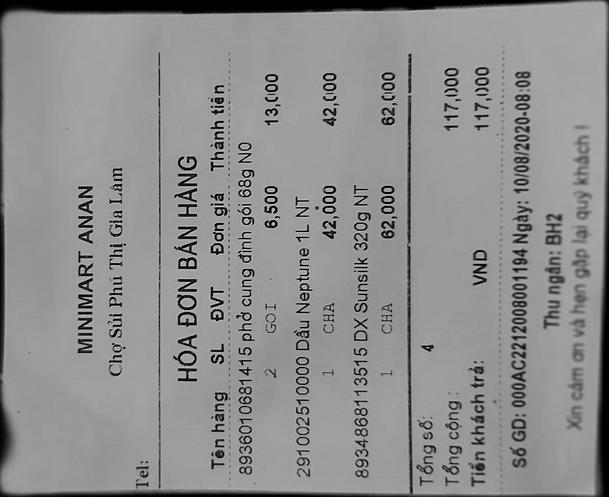 MINIMART ANAN
Chợ Sủi Phú Thị Gia Lâm
Tel:
HÓA ĐƠN BÁN HÀNG
Tên hàng SL ĐVT Đơn giá Thành tiền
8936010681415 phở cung đình gói 68g NO
2 GOI 6,500 13,000
291002510000 Dầu Neptune 1L NT
1 CHA 42,000 42,000
8934868113515 DX Sunsilk 320g NT
1 CHA 62,000 62,000
Tổng số: 4
Tổng cộng : 117,000
Tiền khách trả: VND 117,000
Số GD: 000AC2212008001194 Ngày: 10/08/2020-08:08
Thu ngân: BH2
Xin cảm ơn và hẹn gặp lại quý khách !